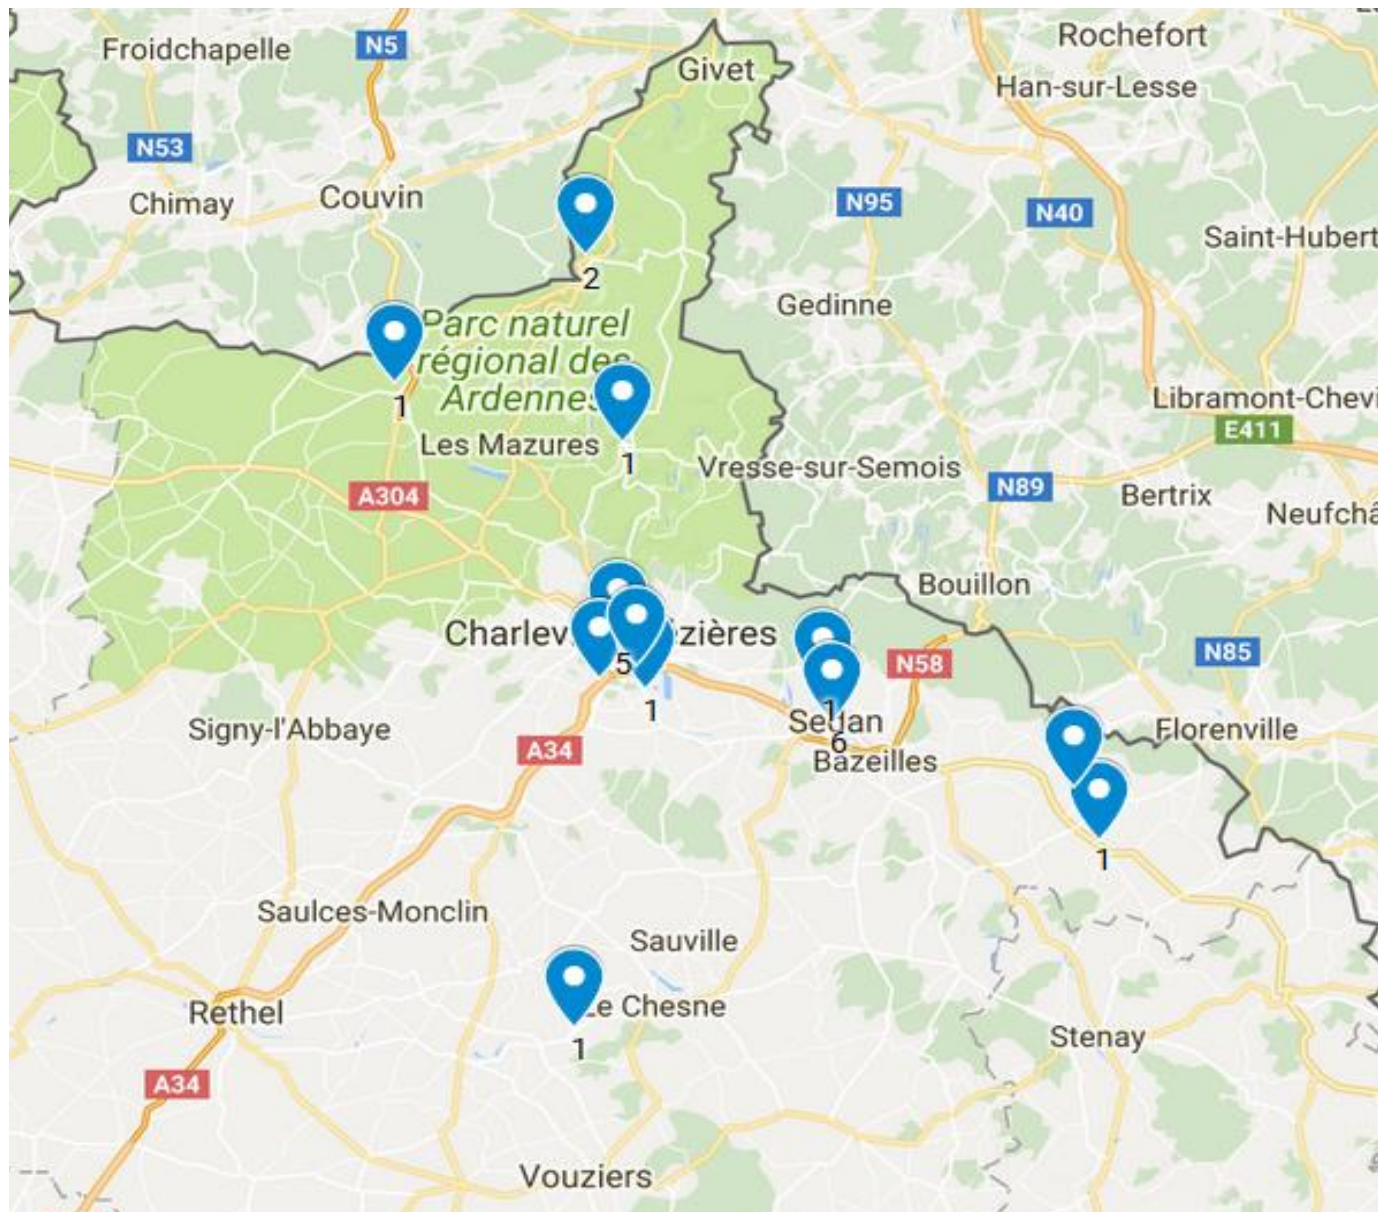 Rochefort
Froidchapelle
N5
Givet
Han-sur-Lesse
N53
Chimay
Couvin
N95
N40
Saint-Hubert
2
Gedinne
Parc naturel
régional des
Ardennes
1
Libramont-Chevi
E411
Les Mazures
1
Vresse-sur-Semois
A304
N89
Bertrix
Neufchâ
Bouillon
Charlev
ézières
5
N58
N85
1
1
Sedan
6
Signy-l'Abbaye
Florenville
A34
Bazeilles
1
Saulces-Monclin
Sauville
Rethel
Le Chesne
1
Stenay
A34
Vouziers